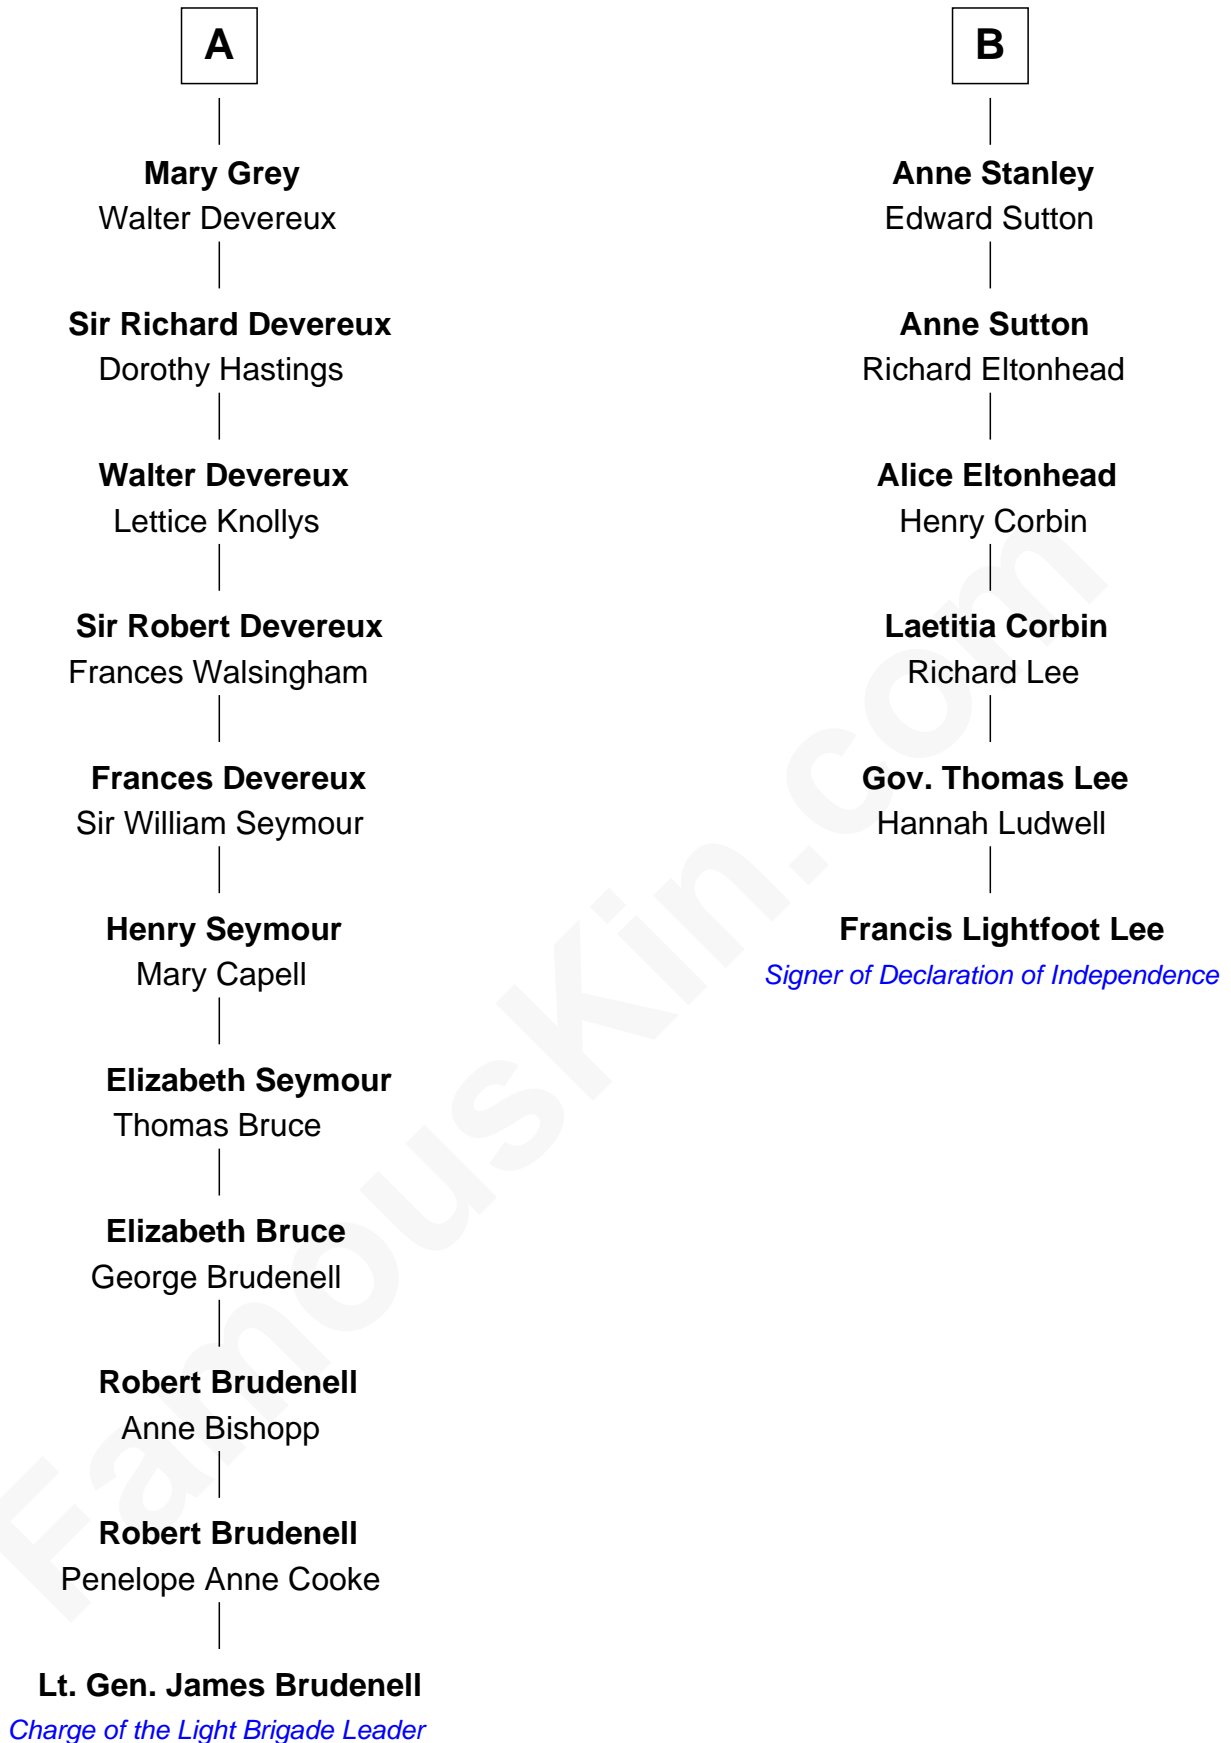 A
Mary Grey
Walter Devereux
Sir Richard Devereux
Dorothy Hastings
Walter Devereux
Lettice Knollys
Sir Robert Devereux
Frances Walsingham
Frances Devereux
Sir William Seymour
Henry Seymour
Mary Capell
Elizabeth Seymour
Thomas Bruce
Elizabeth Bruce
George Brudenell
Robert Brudenell
Anne Bishopp
Robert Brudenell
Penelope Anne Cooke
Lt. Gen. James Brudenell
Charge of the Light Brigade Leader
B
Anne Stanley
Edward Sutton
Anne Sutton
Richard Eltonhead
Alice Eltonhead
Henry Corbin
Laetitia Corbin
Richard Lee
Gov. Thomas Lee
Hannah Ludwell
Francis Lightfoot Lee
Signer of Declaration of Independence
FamousKin.com